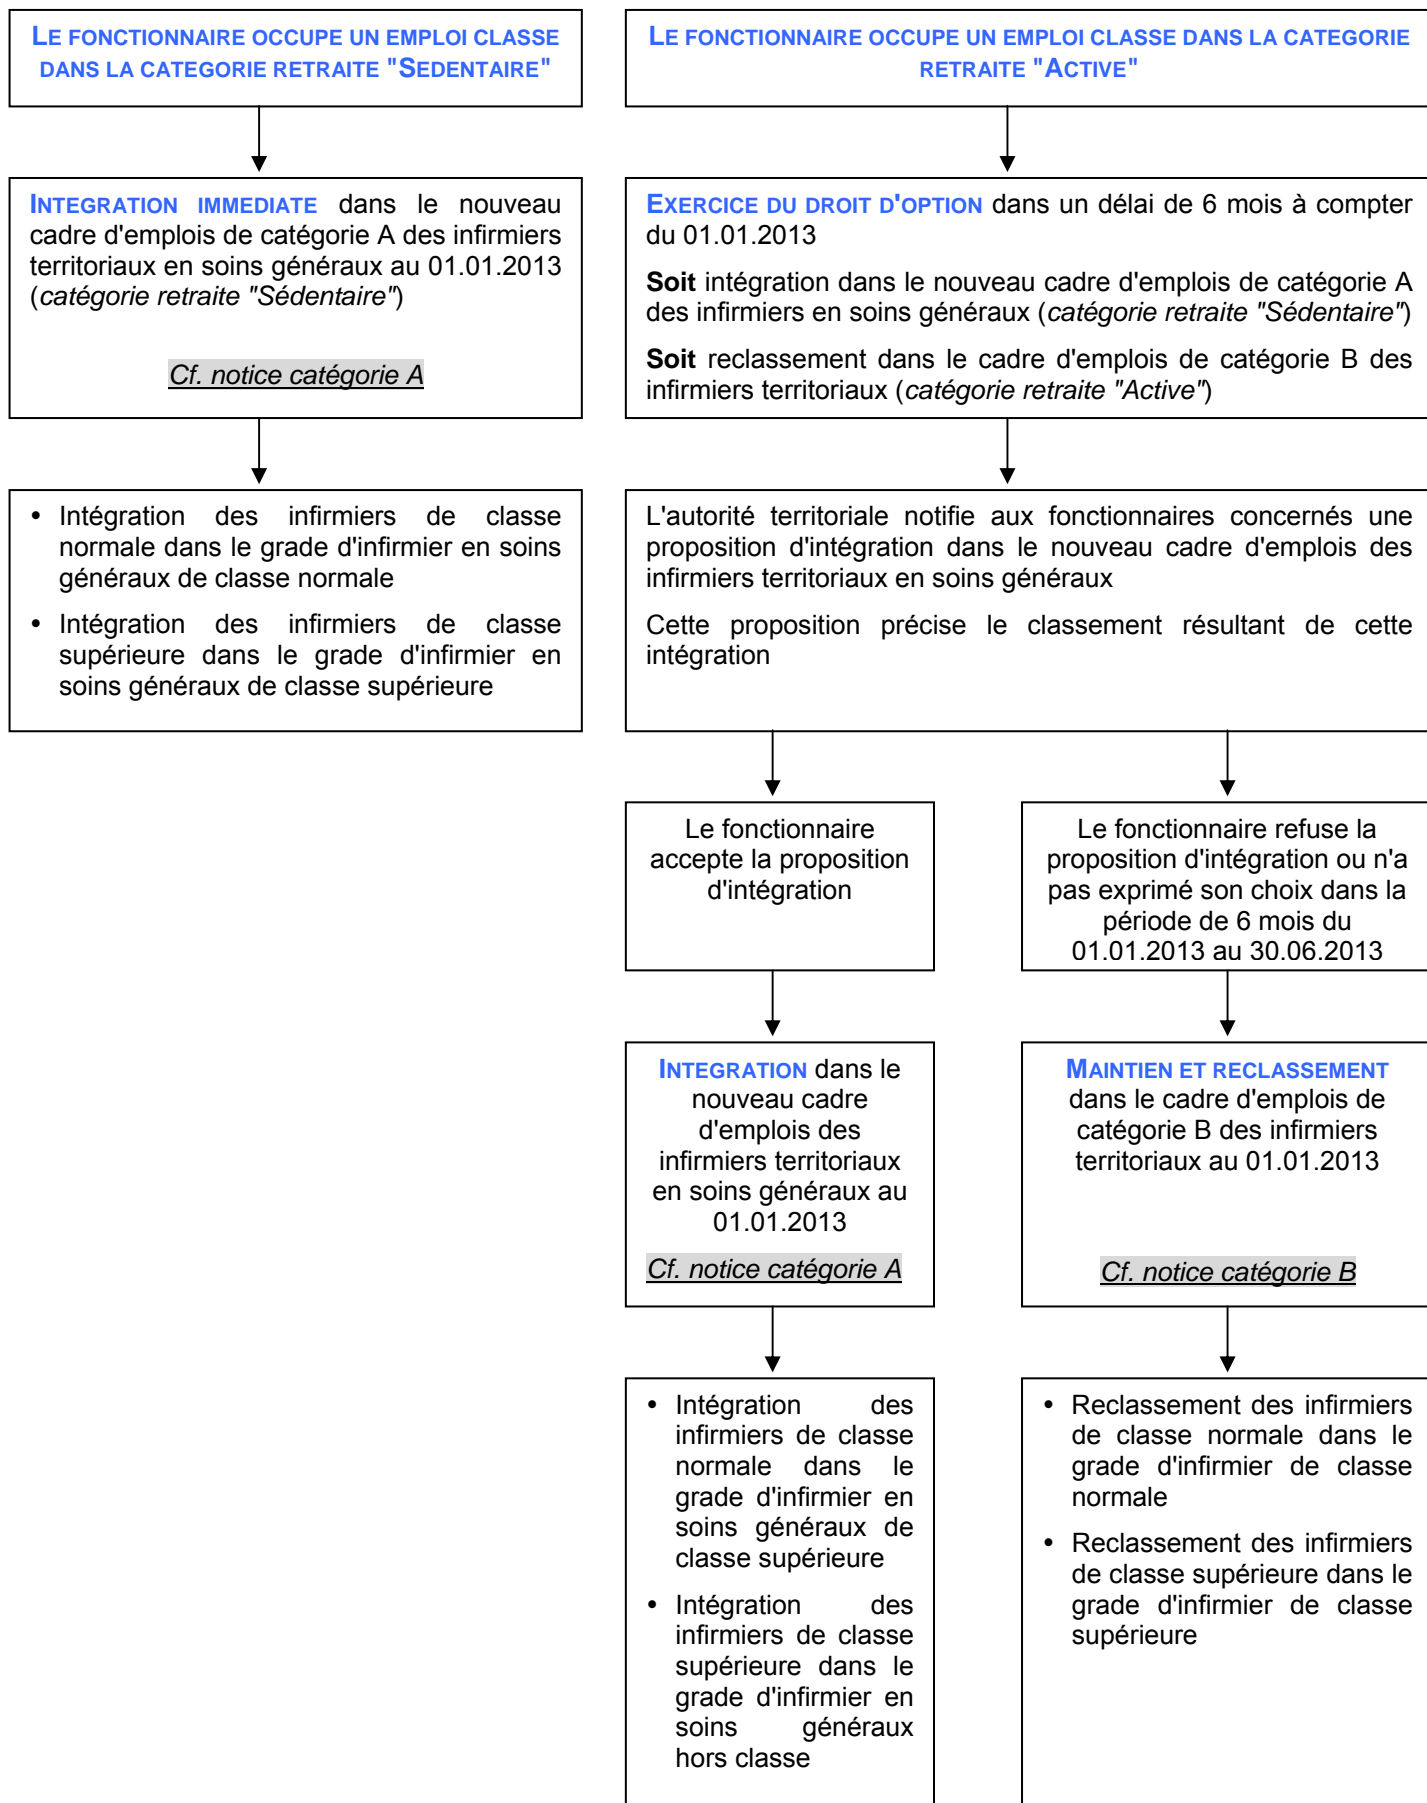 LE FONCTIONNAIRE OCCUPE UN EMPLOI CLASSE
DANS LA CATEGORIE RETRAITE "SEDENTAIRE"
INTEGRATION IMMEDIATE dans le nouveau
cadre d'emplois de catégorie A des infirmiers
territoriaux en soins généraux au 01.01.2013
(catégorie retraite "Sédentaire")
Cf. notice catégorie A
• Intégration des infirmiers de classe
normale dans le grade d'infirmier en soins
généraux de classe normale
• Intégration des infirmiers de classe
supérieure dans le grade d'infirmier en
soins généraux de classe supérieure
LE FONCTIONNAIRE OCCUPE UN EMPLOI CLASSE DANS LA CATEGORIE
RETRAITE "ACTIVE"
EXERCICE DU DROIT D'OPTION dans un délai de 6 mois à compter
du 01.01.2013
Soit intégration dans le nouveau cadre d'emplois de catégorie A
des infirmiers en soins généraux (catégorie retraite "Sédentaire")
Soit reclassement dans le cadre d'emplois de catégorie B des
infirmiers territoriaux (catégorie retraite "Active")
L'autorité territoriale notifie aux fonctionnaires concernés une
proposition d'intégration dans le nouveau cadre d'emplois des
infirmiers territoriaux en soins généraux
Cette proposition précise le classement résultant de cette
intégration
Le fonctionnaire
accepte la proposition
d'intégration
INTEGRATION dans le
nouveau cadre
d'emplois des
infirmiers territoriaux
en soins généraux au
01.01.2013
Cf. notice catégorie A
• Intégration des
infirmiers de classe
normale dans le
grade d'infirmier en
soins généraux de
classe supérieure
• Intégration des
infirmiers de classe
supérieure dans le
grade d'infirmier en
soins généraux
hors classe
Le fonctionnaire refuse la
proposition d'intégration ou n'a
pas exprimé son choix dans la
période de 6 mois du
01.01.2013 au 30.06.2013
MAINTIEN ET RECLASSEMENT
dans le cadre d'emplois de
catégorie B des infirmiers
territoriaux au 01.01.2013
Cf. notice catégorie B
• Reclassement des infirmiers
de classe normale dans le
grade d'infirmier de classe
normale
• Reclassement des infirmiers
de classe supérieure dans le
grade d'infirmier de classe
supérieure